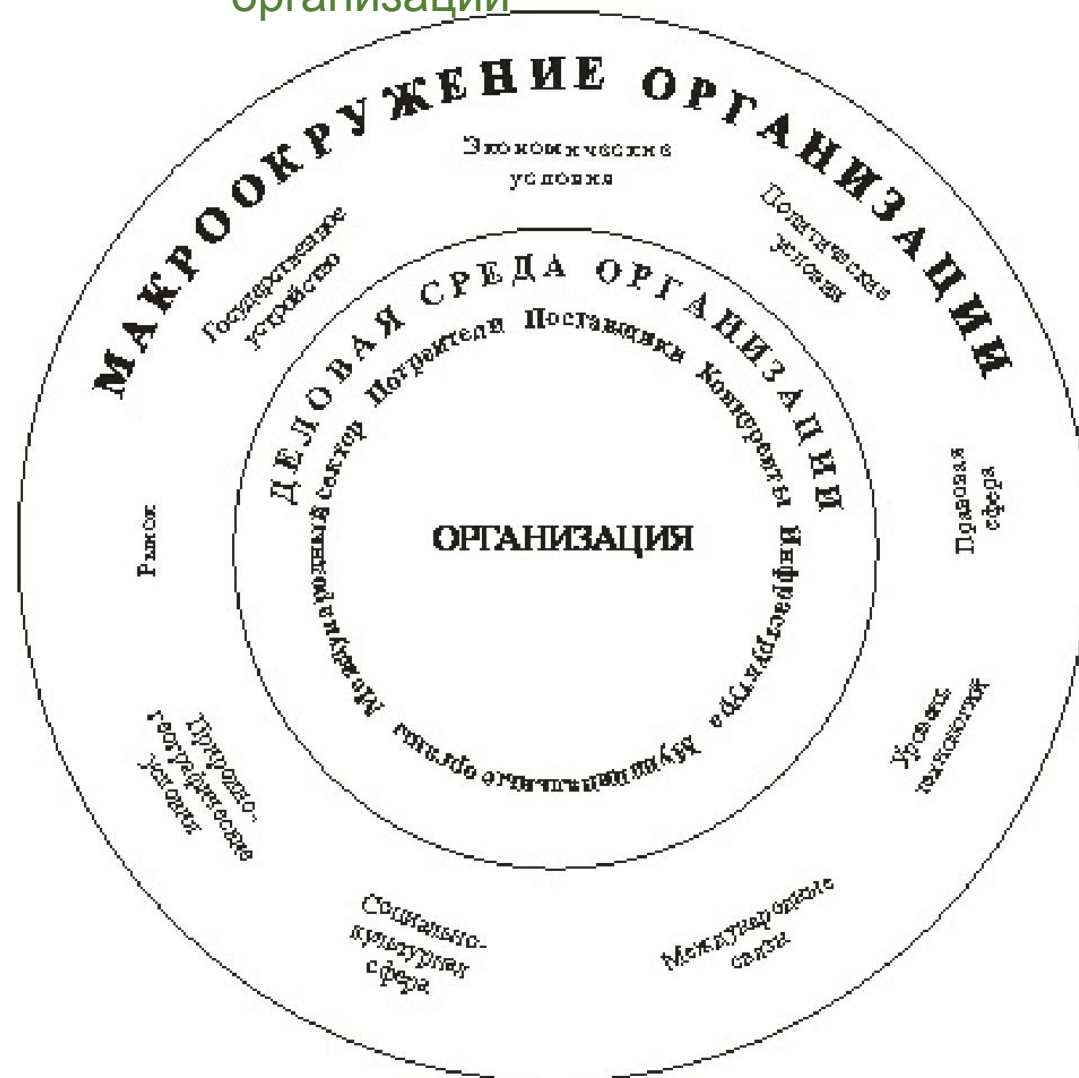 организации
МАКРООКРУЖЕНИЕ ОРГАНИЗАЦИИ
Экономические
условия
Политические
условия
Правовая
сфера
Уровень
технологий
Международные
связи
Социально-
культурная
сфера
Природно-
географические
условия
Рынок
Государственное
устройство
ДЕЛОВАЯ СРЕДА ОРГАНИЗАЦИИ
Потребители Поставщики Конкуренты Инфраструктура Муниципальные органы Международный сектор
ОРГАНИЗАЦИЯ